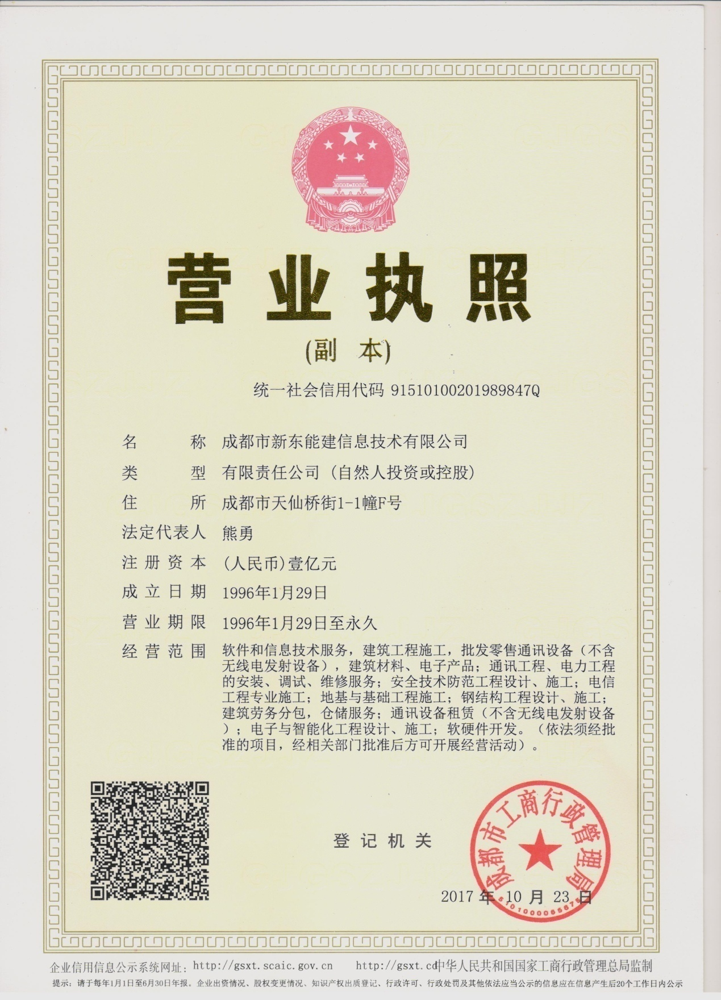 营业执照
(副 本)
统一社会信用代码 91510100201989847Q
名 称 成都市新东能建信息技术有限公司
类 型 有限责任公司 (自然人投资或控股)
住 所 成都市天仙桥街1-1幢F号
法定代表人 熊勇
注册资本 (人民币)壹亿元
成立日期 1996年1月29日
营业期限 1996年1月29日至永久
经营范围 软件和信息技术服务，建筑工程施工，批发零售通讯设备（不含
无线电发射设备），建筑材料、电子产品；通讯工程、电力工程
的安装、调试、维修服务；安全技术防范工程设计、施工；电信
工程专业施工；地基与基础工程施工；钢结构工程设计、施工；
建筑劳务分包，仓储服务；通讯设备租赁（不含无线电发射设备
）；电子与智能化工程设计、施工；软硬件开发。（依法须经批
准的项目，经相关部门批准后方可开展经营活动）。
成都市工商行政管理局
登记机关
2017 年 10 月 23 日
5101000065675
企业信用信息公示系统网址：http://gsxt.scaic.gov.cn http://gsxt.cd中华人民共和国国家工商行政管理总局监制
提示：请于每年1月1日至6月30日年报。企业出资情况、股权变更情况、知识产权出质登记、行政许可、行政处罚及其他依法应当公示的信息应在信息产生后20个工作日内公示